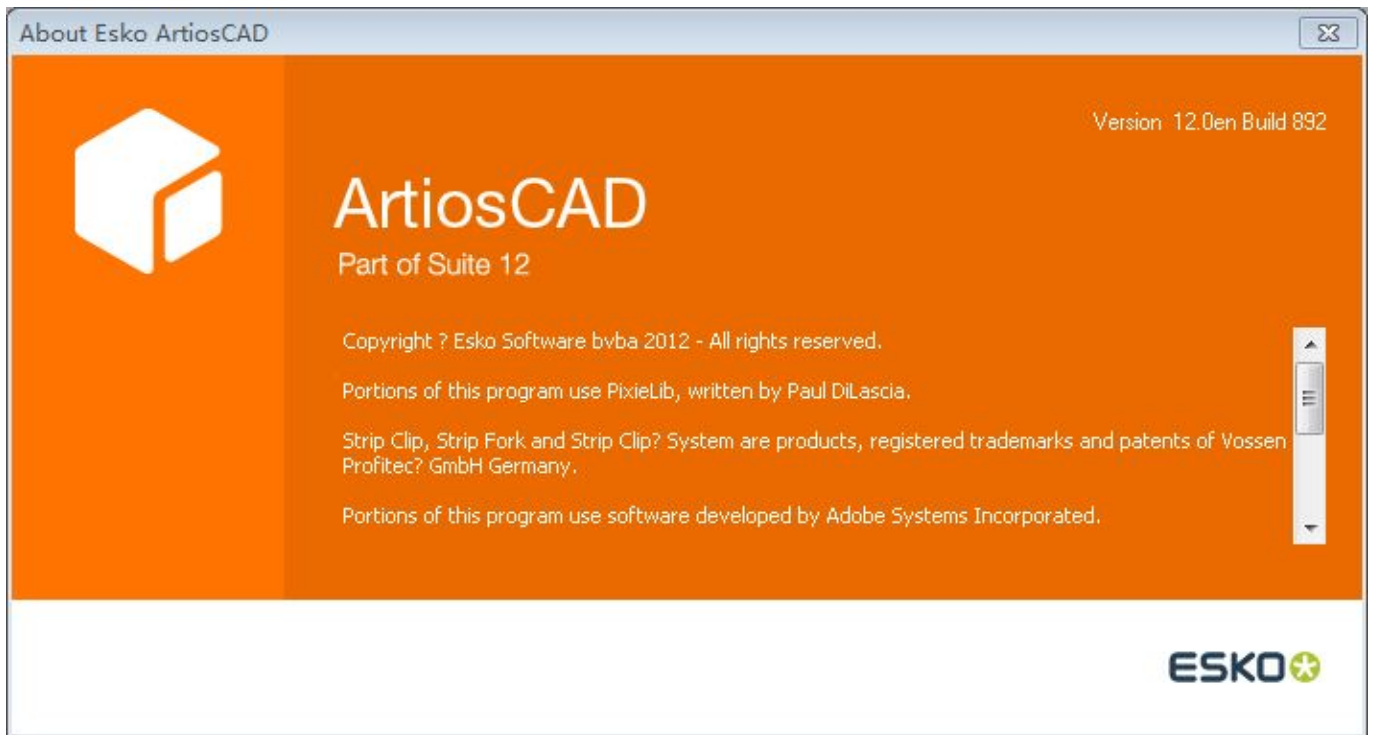 About Esko ArtiosCAD
Version 12.0en Build 892
ArtiosCAD
Part of Suite 12
Copyright ? Esko Software bvba 2012 - All rights reserved.
Portions of this program use PixieLib, written by Paul DiLascia.
Strip Clip, Strip Fork and Strip Clip? System are products, registered trademarks and patents of Vossen
Profitec? GmbH Germany.
Portions of this program use software developed by Adobe Systems Incorporated.
ESKO